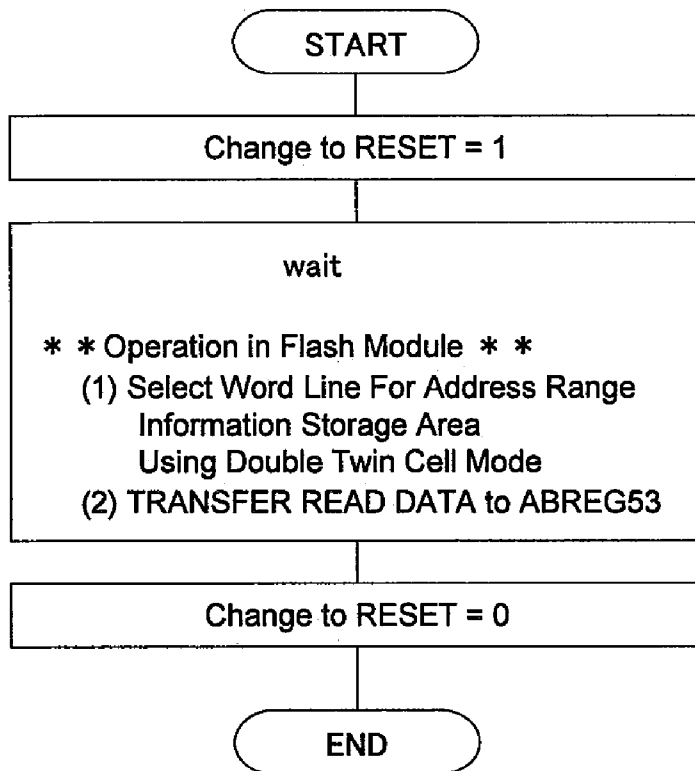 START
Change to RESET = 1
wait
* * Operation in Flash Module * *
(1) Select Word Line For Address Range
Information Storage Area
Using Double Twin Cell Mode
(2) TRANSFER READ DATA to ABREG53
Change to RESET = 0
END